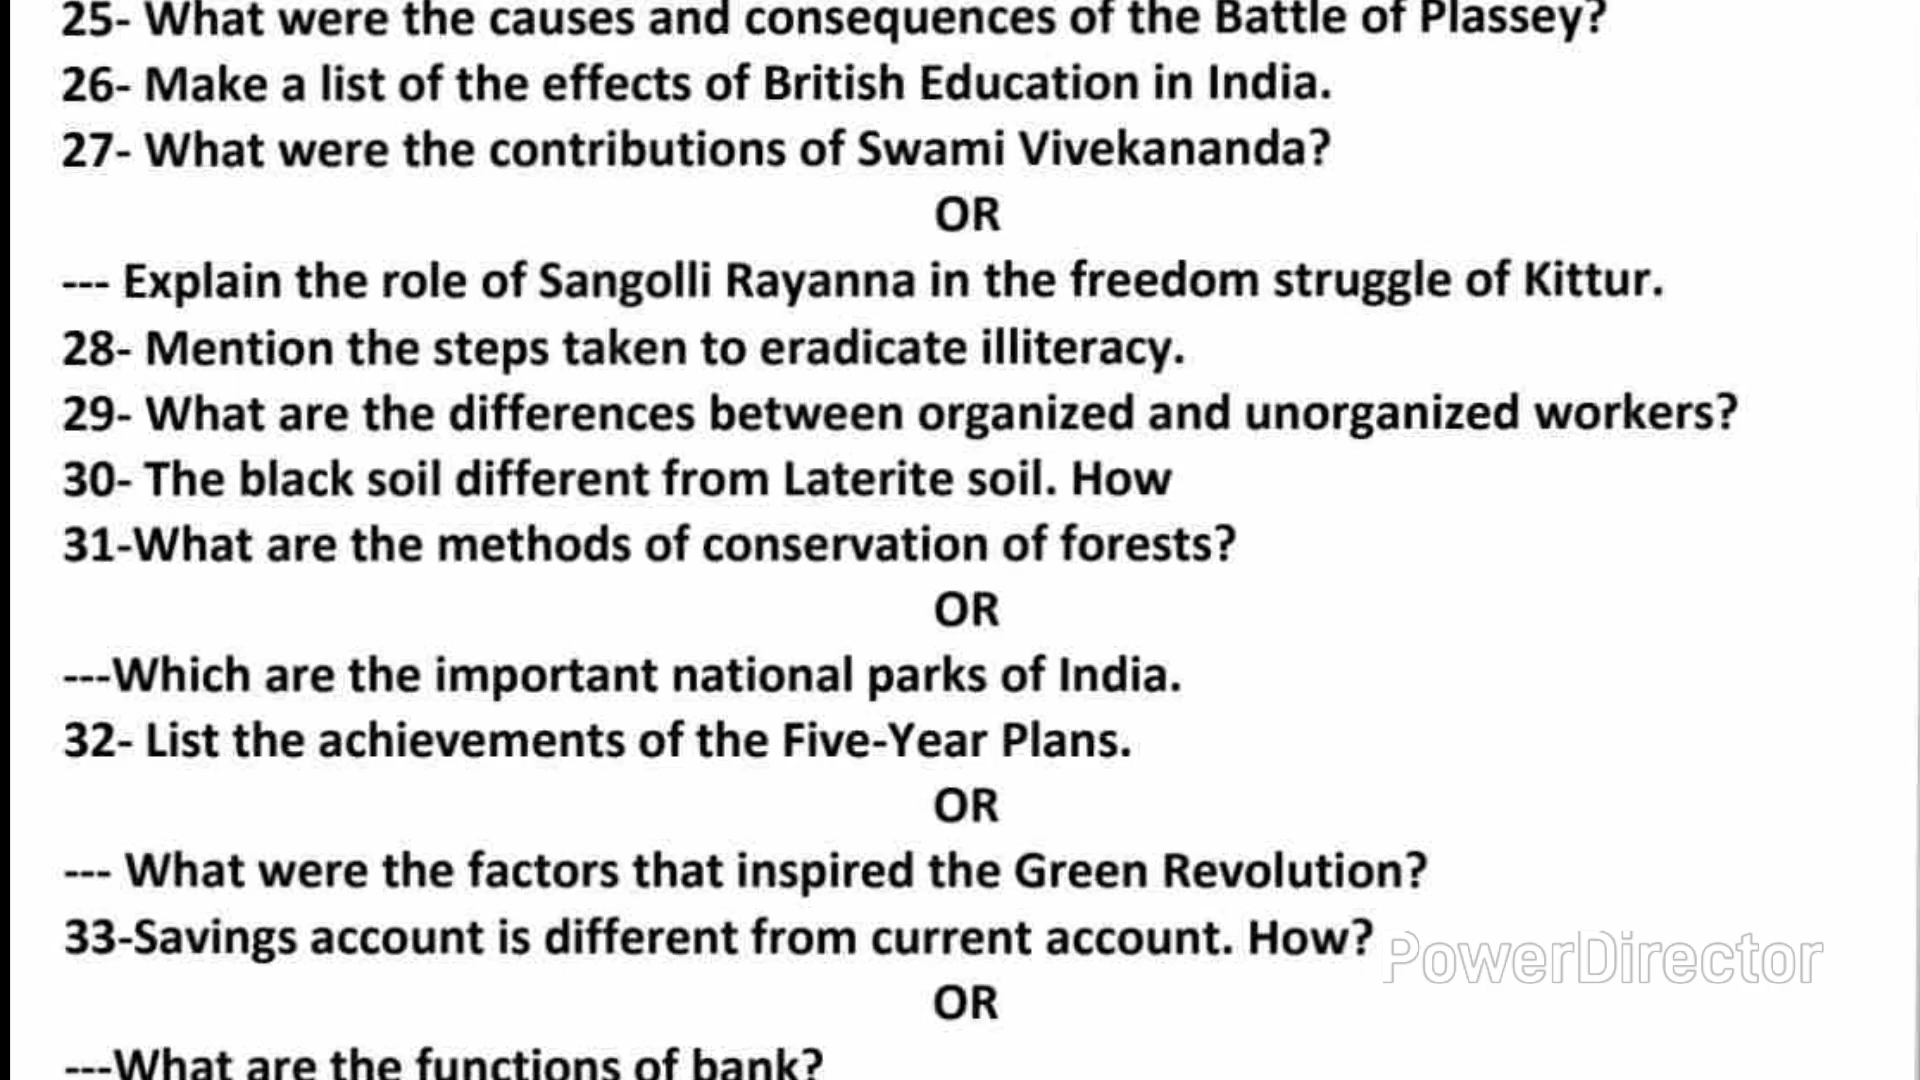 25- What were the causes and consequences of the Battle of Plassey?
26- Make a list of the effects of British Education in India.
27- What were the contributions of Swami Vivekananda?
OR
--- Explain the role of Sangolli Rayanna in the freedom struggle of Kittur.
28- Mention the steps taken to eradicate illiteracy.
29- What are the differences between organized and unorganized workers?
30- The black soil different from Laterite soil. How
31-What are the methods of conservation of forests?
OR
---Which are the important national parks of India.
32- List the achievements of the Five-Year Plans.
OR
--- What were the factors that inspired the Green Revolution?
33-Savings account is different from current account. How?
PowerDirector
OR
---What are the functions of bank?